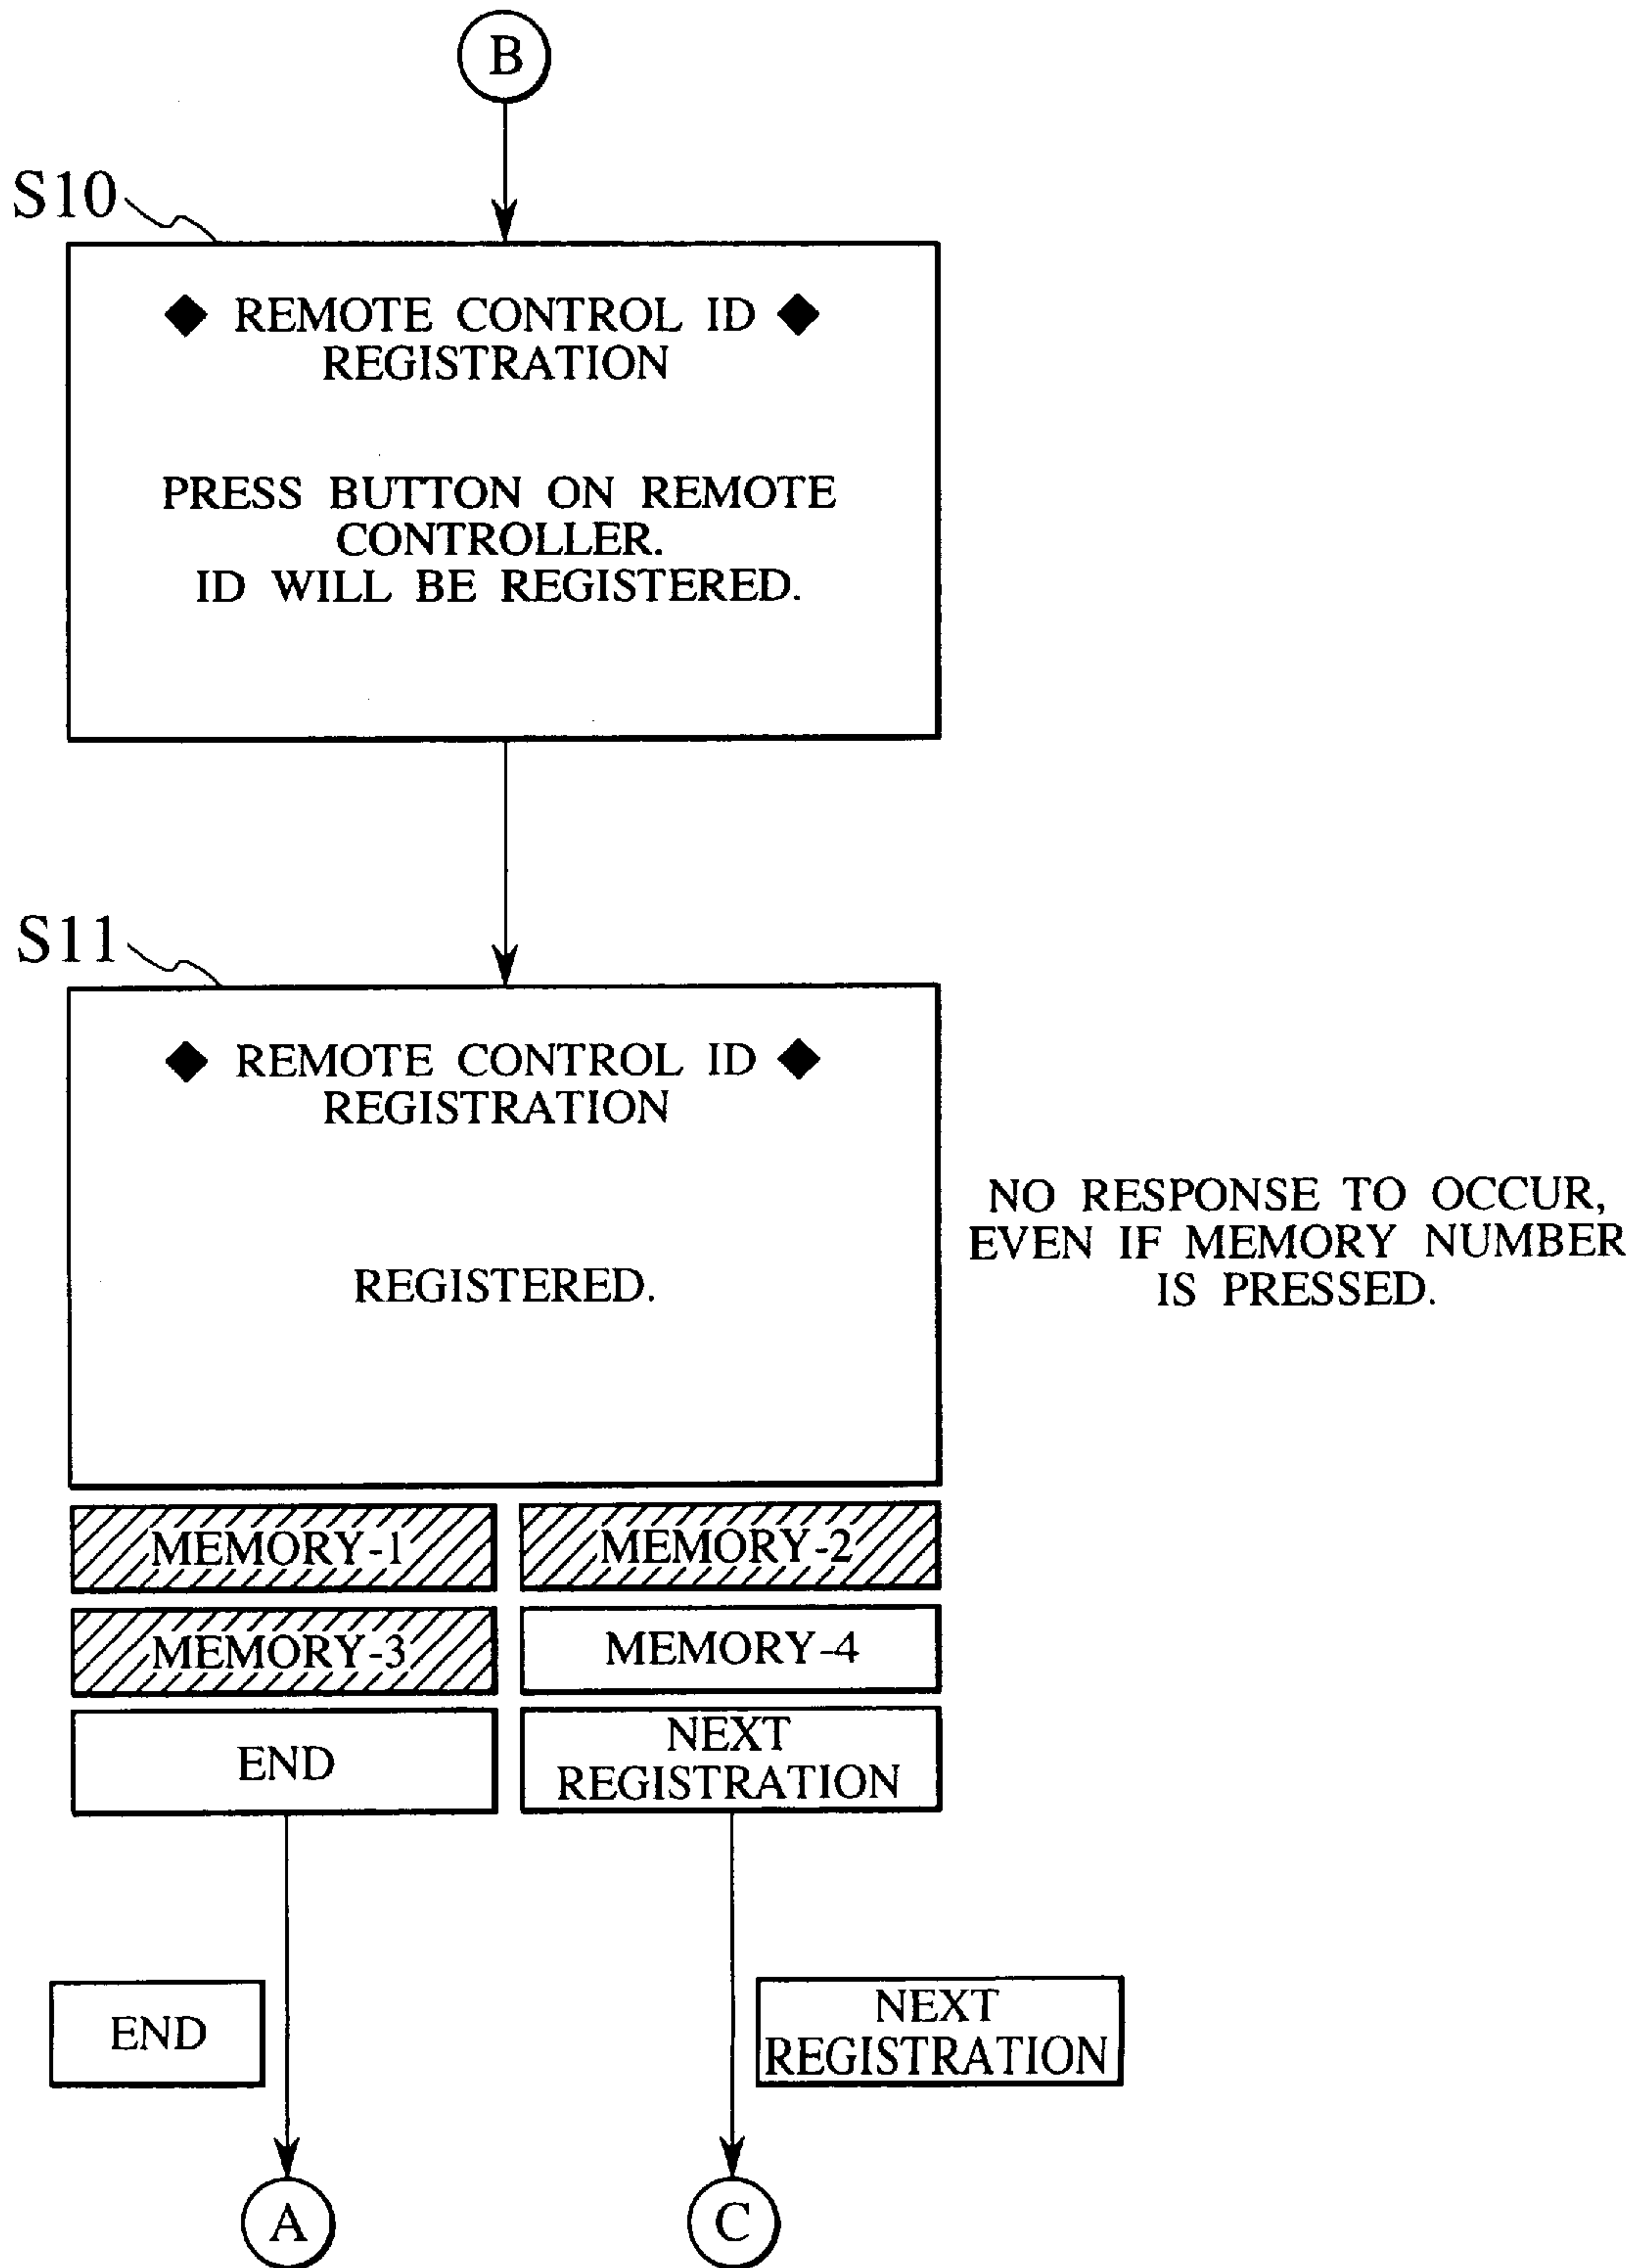 B
S10
◆ REMOTE CONTROL ID ◆
REGISTRATION
PRESS BUTTON ON REMOTE
CONTROLLER.
ID WILL BE REGISTERED.
S11
◆ REMOTE CONTROL ID ◆
REGISTRATION
REGISTERED.
NO RESPONSE TO OCCUR,
EVEN IF MEMORY NUMBER
IS PRESSED.
MEMORY-1
MEMORY-2
MEMORY-3
MEMORY-4
END
NEXT
REGISTRATION
END
NEXT
REGISTRATION
A
C